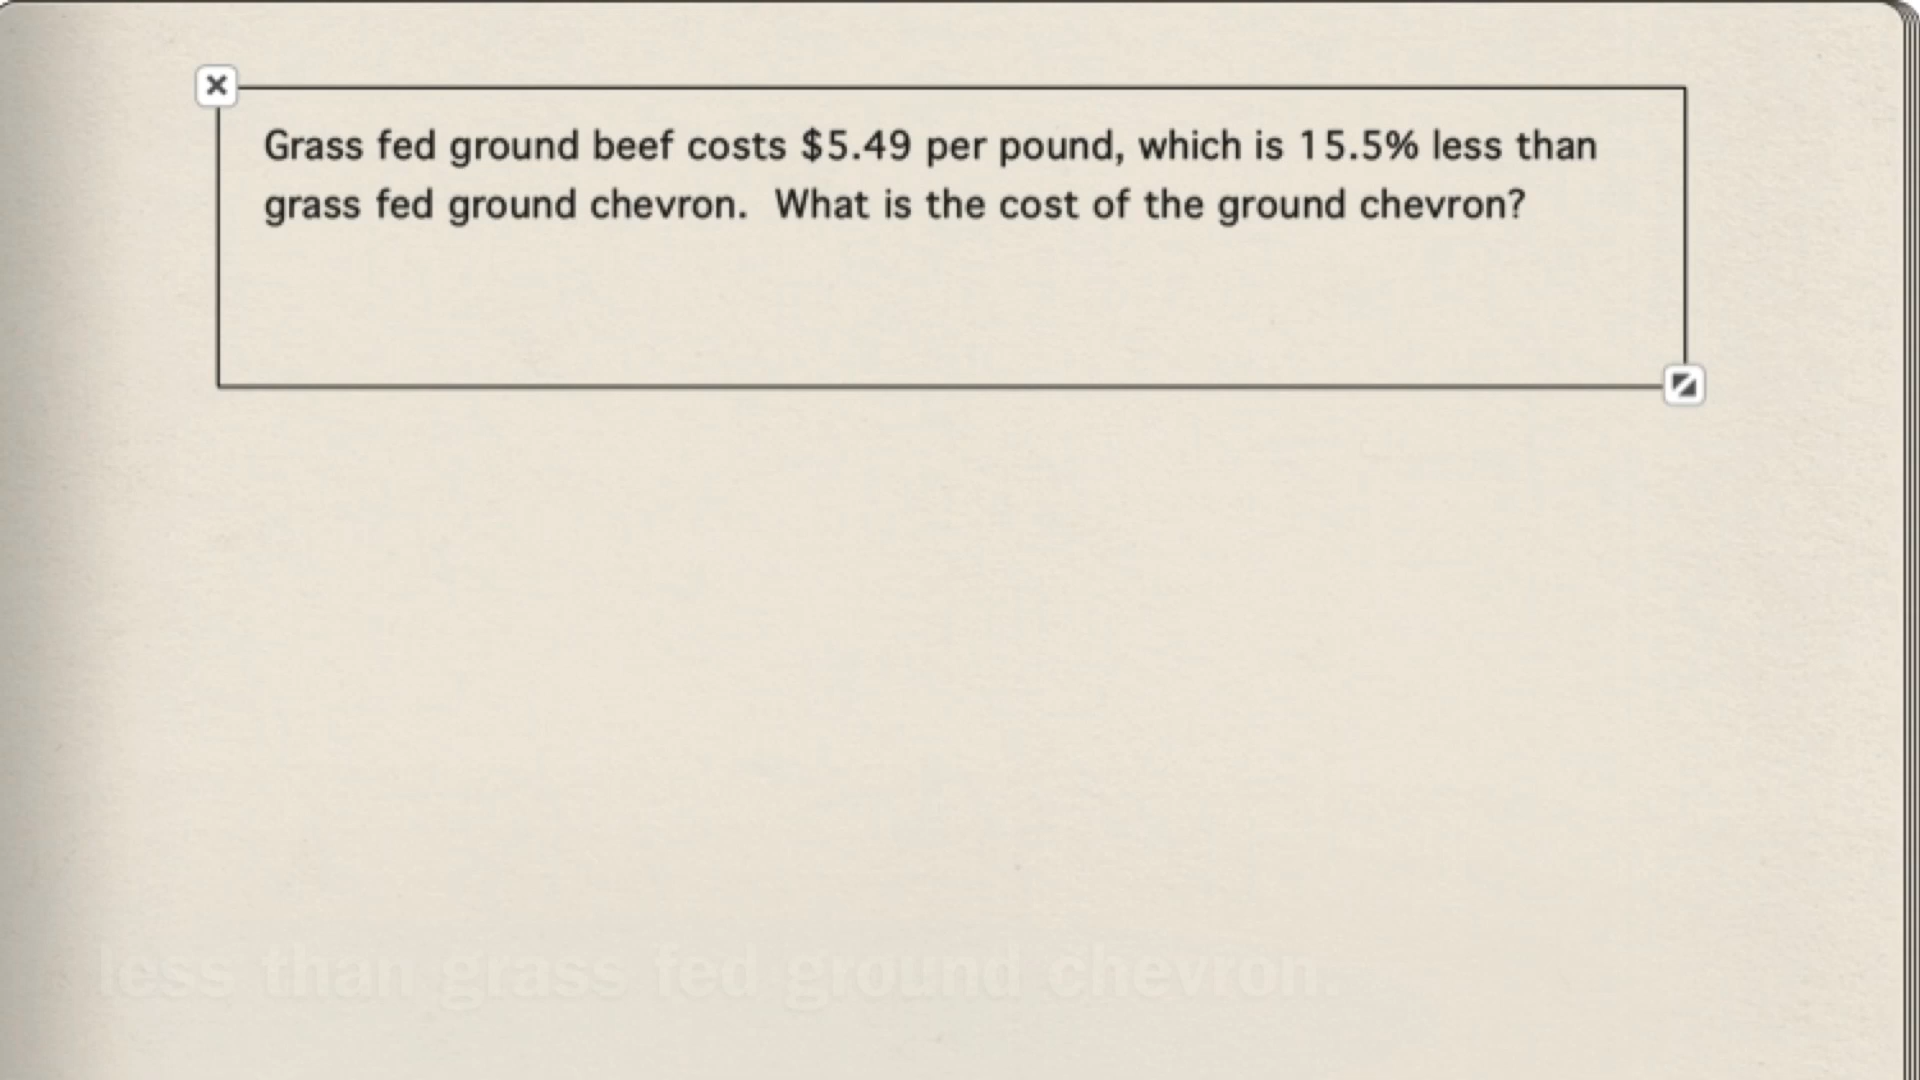 Grass fed ground beef costs $5.49 per pound, which is 15.5% less than
grass fed ground chevron.  What is the cost of the ground chevron?
less than grass fed ground chevron.